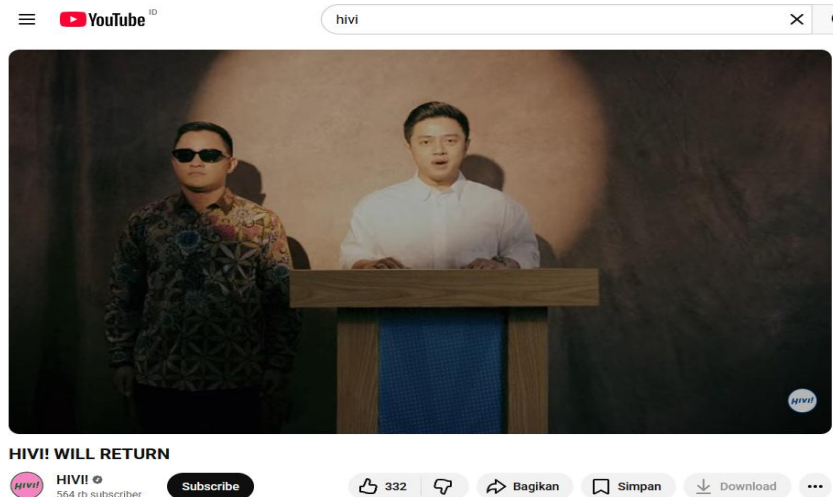 YouTube ID
hivi
HIVI!
HIVI! WILL RETURN
HIVI!
HIVI!
564 rb subscriber
Subscribe
332
Bagikan
Simpan
Download